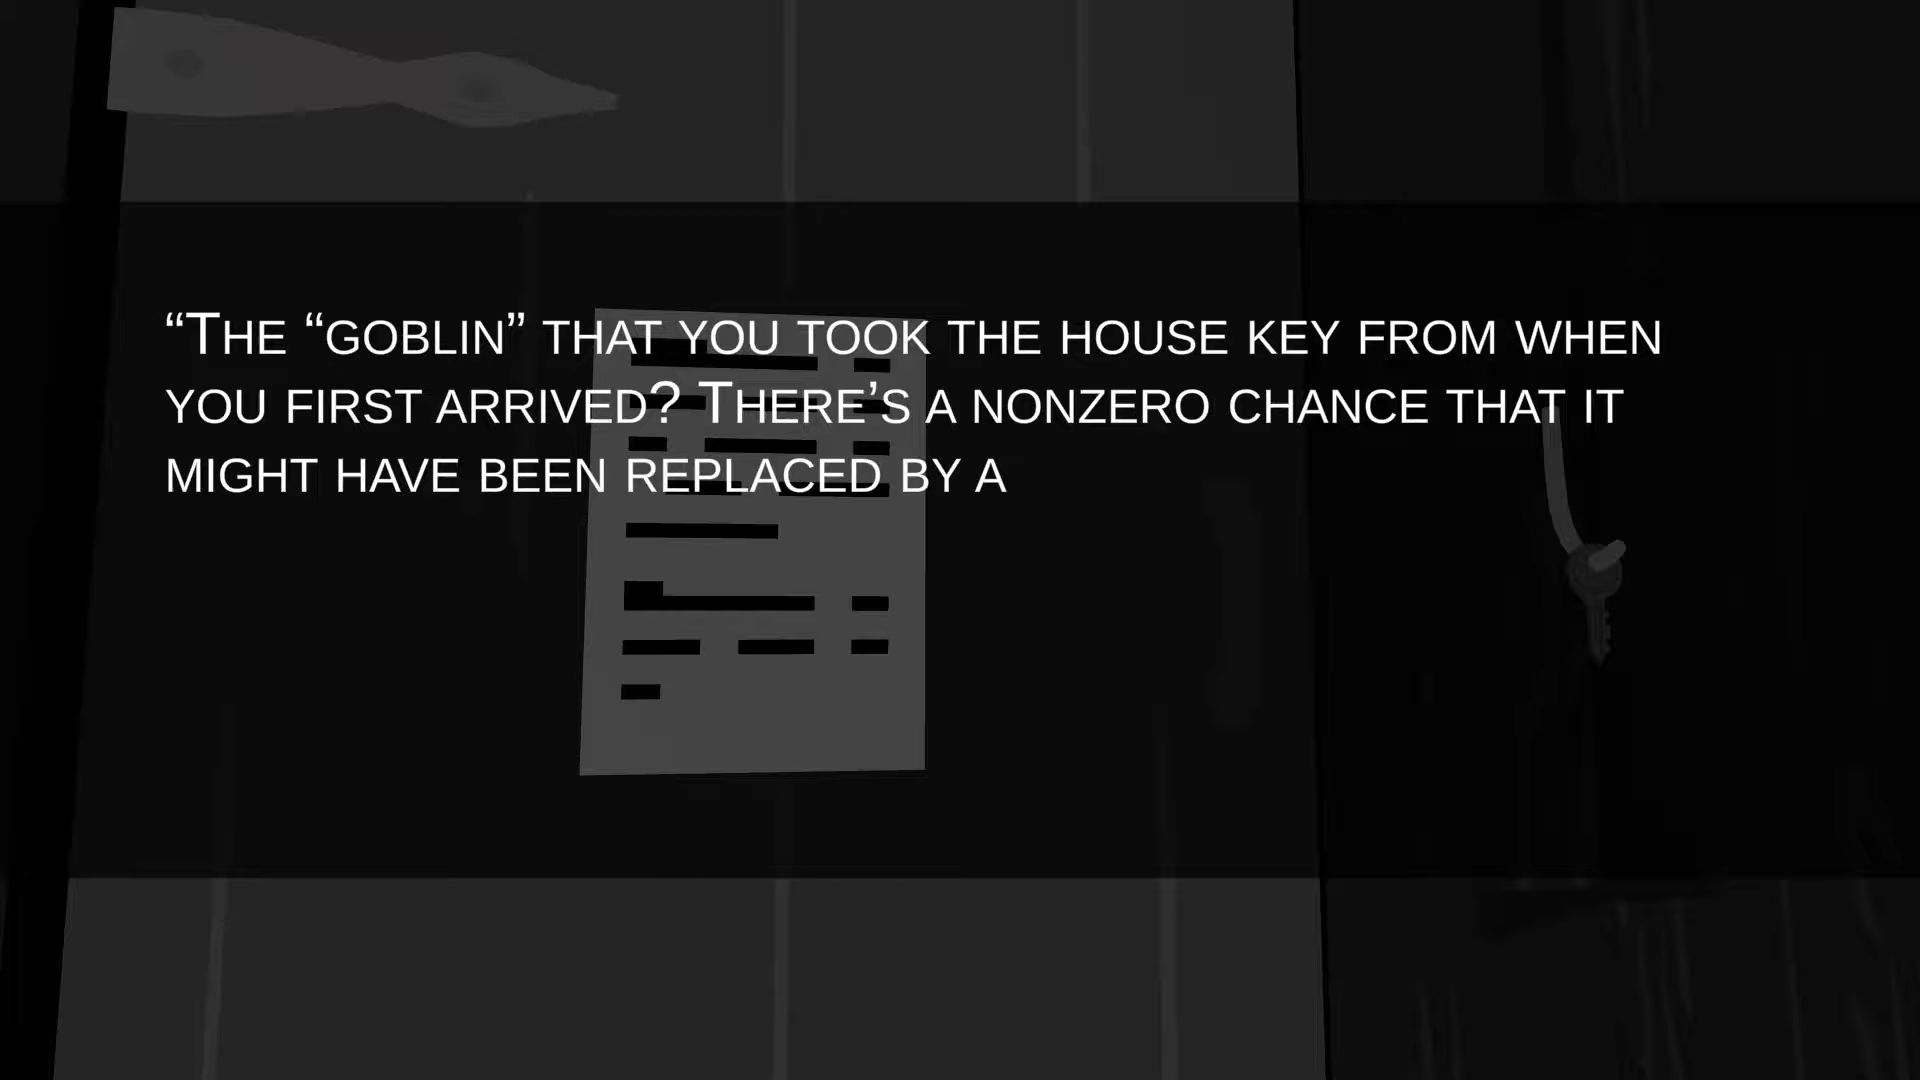 “The “goblin” that you took the house key from when
you first arrived? There’s a nonzero chance that it
might have been replaced by a